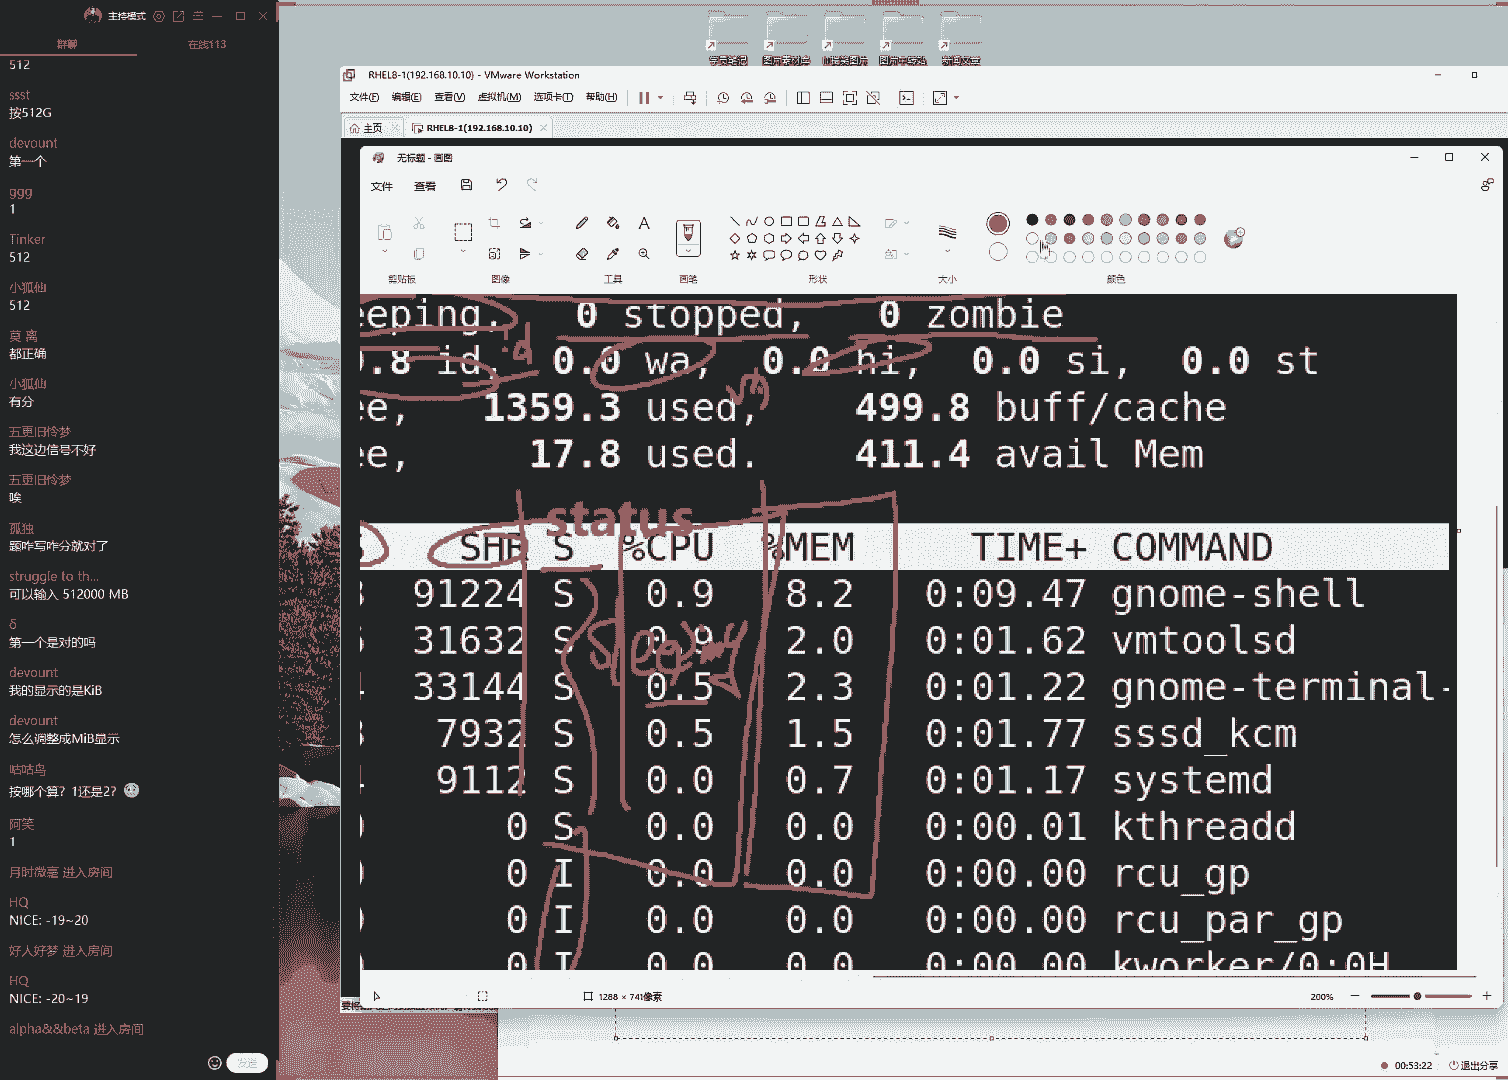 主持模式
群聊
在线113
512
ssst
按512G
devount
第一个
ggg
1
Tinker
512
小狐仙
512
莫 离
都正确
小狐仙
有分
五更旧怜梦
我这边信号不好
五更旧怜梦
唉
孤独
题咋写咋分就对了
struggle to th...
可以输入 512000 MB
δ
第一个是对的吗
devount
我的显示的是KiB
devount
怎么调整成MiB显示
咕咕鸟
按哪个算？1还是2？
阿笑
1
月时微毫 进入房间
HQ
NICE: -19~20
好人好梦 进入房间
HQ
NICE: -20~19
alpha&&beta 进入房间
发送
RHEL8-1(192.168.10.10) - VMware Workstation
文件(F) 编辑(E) 查看(V) 虚拟机(M) 选项卡(T) 帮助(H)
主页
RHEL8-1(192.168.10.10)
无标题 - 画图
文件 查看
剪贴板 图像 工具 画笔 形状 大小 颜色
eeping, 0 stopped, 0 zombie
.8 id, 0.0 wa, 0.0 hi, 0.0 si, 0.0 st
id
ee, 1359.3 used, 499.8 buff/cache
ee, 17.8 used. 411.4 avail Mem
status
SHR S %CPU %MEM TIME+ COMMAND
91224 S 0.9 8.2 0:09.47 gnome-shell
31632 S 0.9 2.0 0:01.62 vmtoolsd
33144 S 0.5 2.3 0:01.22 gnome-terminal-
7932 S 0.5 1.5 0:01.77 sssd_kcm
9112 S 0.0 0.7 0:01.17 systemd
0 S 0.0 0.0 0:00.01 kthreadd
0 I 0.0 0.0 0:00.00 rcu_gp
0 I 0.0 0.0 0:00.00 rcu_par_gp
0 I 0.0 0.0 0:00.00 kworker/0:0H
1288 × 741像素
200%
00:53:22
退出分享